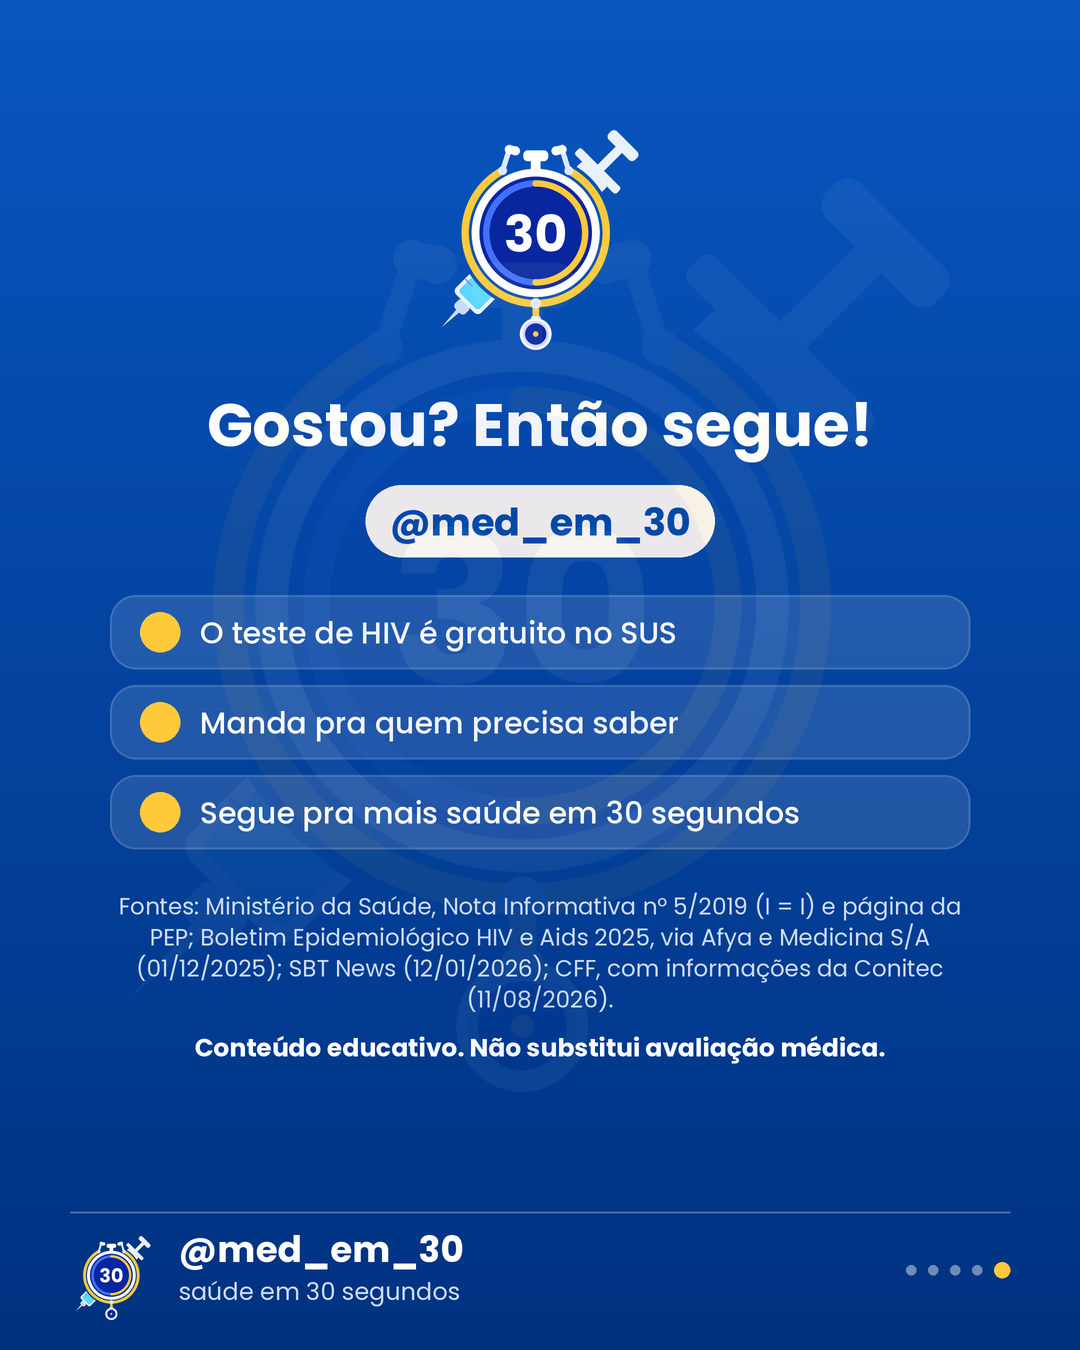 30
Gostou? Então segue!
@med_em_30
30
O teste de HIV é gratuito no SUS
Manda pra quem precisa saber
Segue pra mais saúde em 30 segundos
Fontes: Ministério da Saúde, Nota Informativa nº 5/2019 (I = I) e página da
PEP; Boletim Epidemiológico HIV e Aids 2025, via Afya e Medicina S/A
(01/12/2025); SBT News (12/01/2026); CFF, com informações da Conitec
(11/08/2026).
Conteúdo educativo. Não substitui avaliação médica.
30
@med_em_30
saúde em 30 segundos